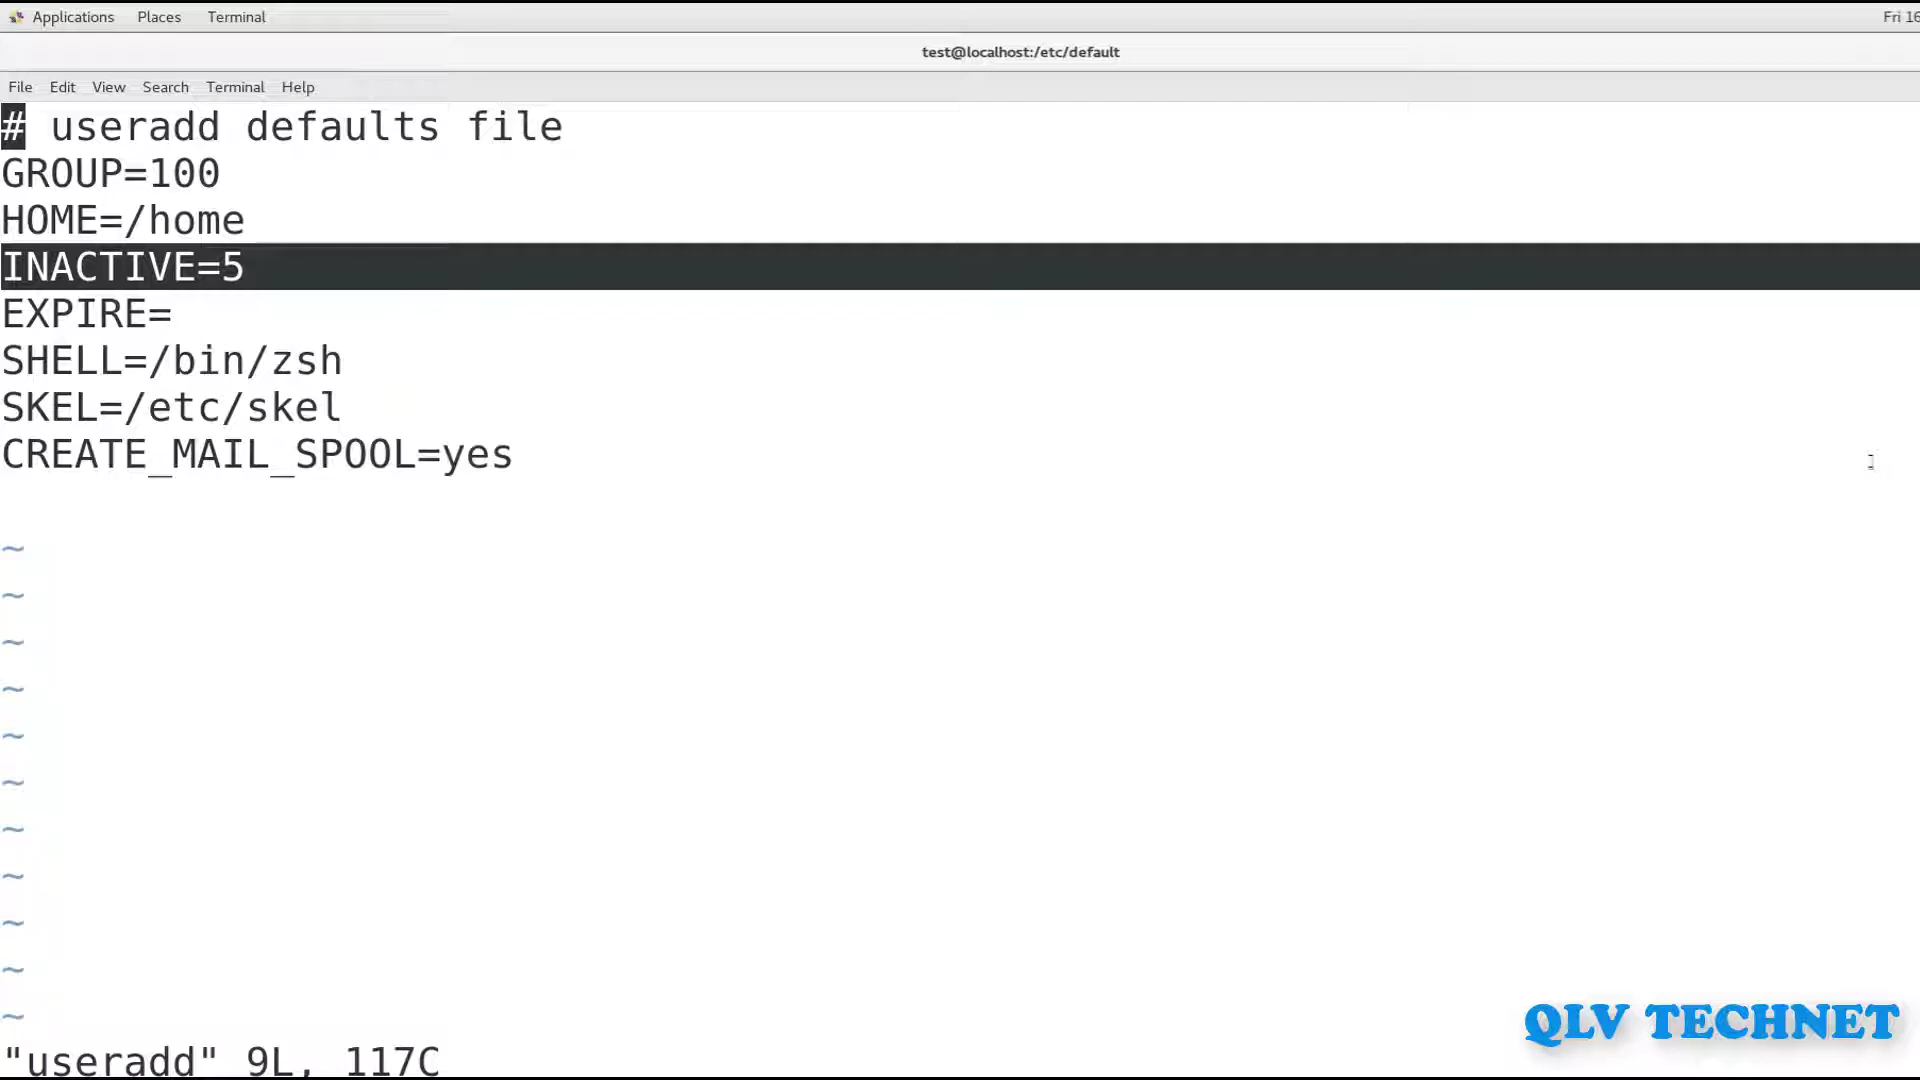 Applications Places Terminal
Fri 16
test@localhost:/etc/default
File Edit View Search Terminal Help
# useradd defaults file
GROUP=100
HOME=/home
INACTIVE=5
EXPIRE=
SHELL=/bin/zsh
SKEL=/etc/skel
CREATE_MAIL_SPOOL=yes
~
~
~
~
~
~
~
~
~
~
~
QLV TECHNET
"useradd" 9L, 117C